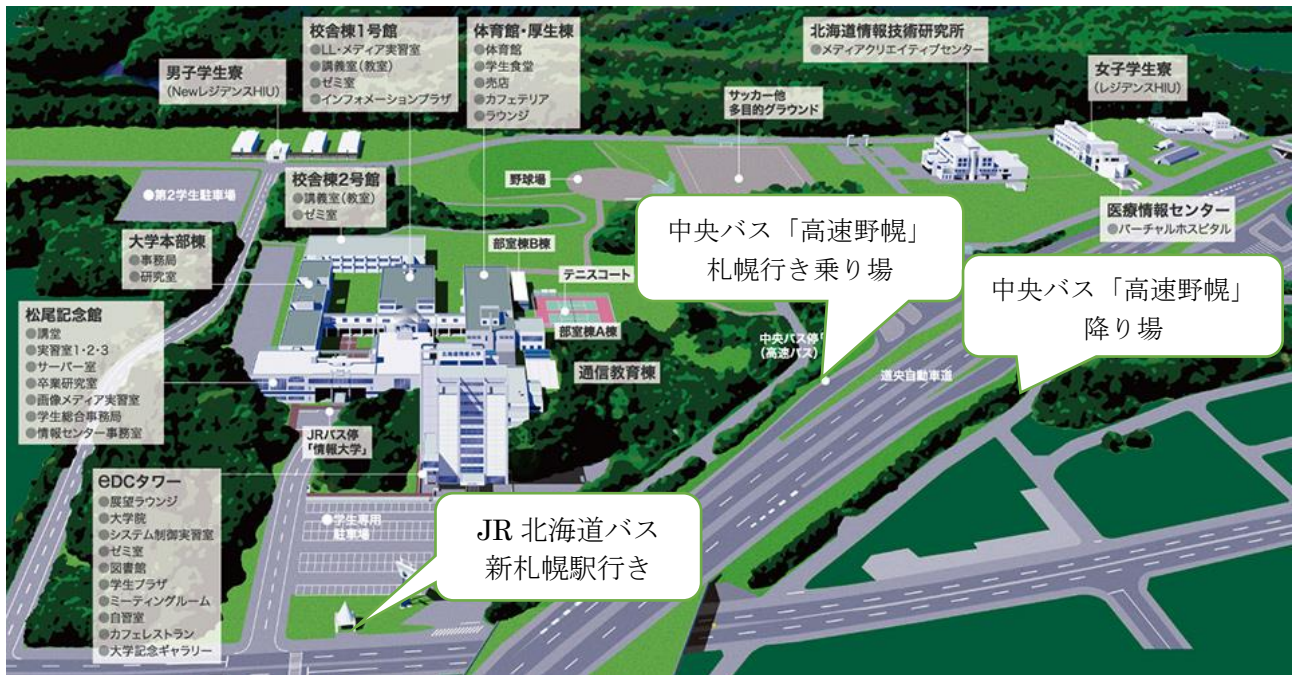 校舎棟1号館
●LL・メディア実習室
●講義室(教室)
●ゼミ室
●インフォメーションプラザ
体育館・厚生棟
●体育館
●学生食堂
●売店
●カフェテリア
●ラウンジ
北海道情報技術研究所
●メディアクリエイティブセンター
男子学生寮
(NewレジデンスHIU)
女子学生寮
(レジデンスHIU)
サッカー他
多目的グラウンド
野球場
●第2学生駐車場
校舎棟2号館
●講義室(教室)
●ゼミ室
医療情報センター
●バーチャルホスピタル
中央バス「高速野幌」
札幌行き乗り場
中央バス「高速野幌」
降り場
大学本部棟
●事務局
●研究室
部室棟B棟
テニスコート
部室棟A棟
松尾記念館
●講堂
●実習室1・2・3
●サーバー室
●卒業研究室
●画像メディア実習室
●学生総合事務局
●情報センター事務室
北海道情報大学
通信教育棟
中央バス停「
(高速バス)
道央自動車道
JRバス停
「情報大学」
eDCタワー
●展望ラウンジ
●大学院
●システム制御実習室
●ゼミ室
●図書館
●学生プラザ
●ミーティングルーム
●自習室
●カフェレストラン
●大学記念ギャラリー
●学生専用
駐車場
JR 北海道バス
新札幌駅行き